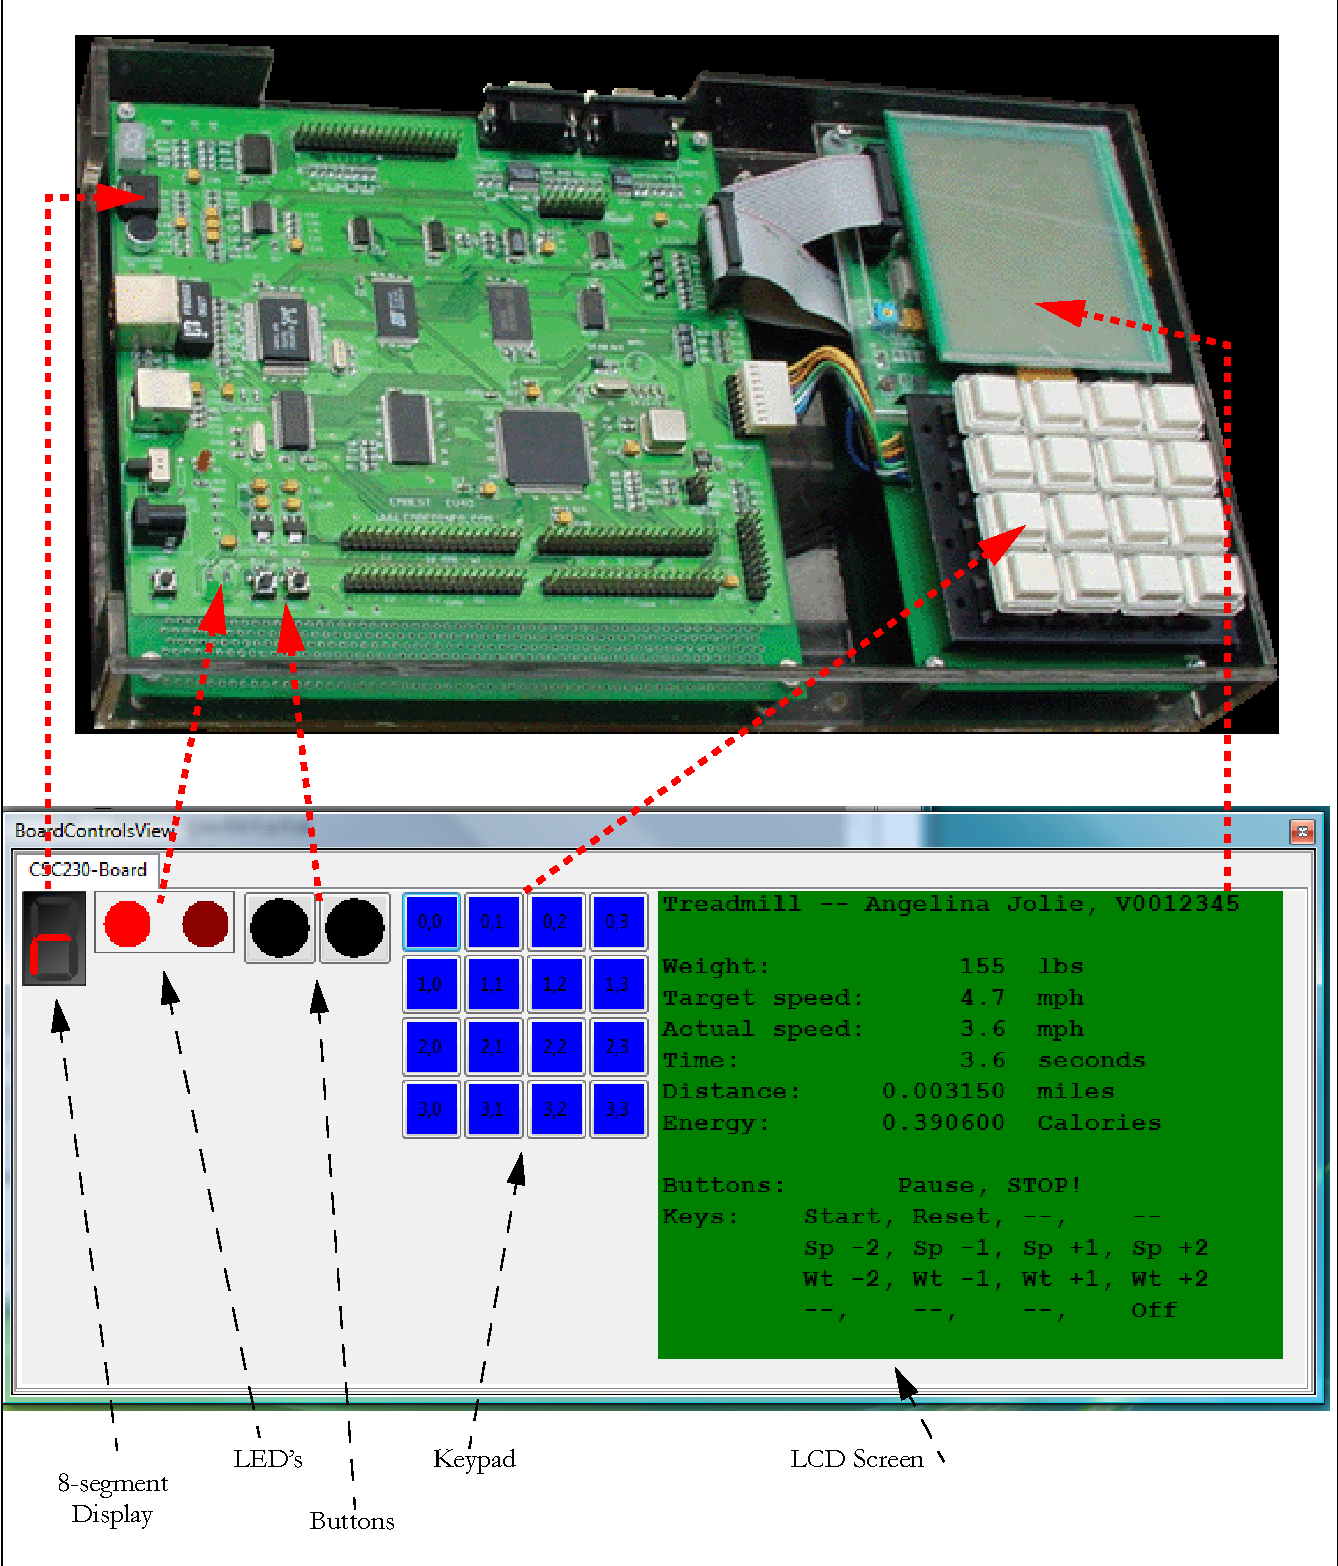 EMBEST EV40
BoardControlsView
CSC230-Board
0,0 0,1 0,2 0,3
1,0 1,1 1,2 1,3
2,0 2,1 2,2 2,3
3,0 3,1 3,2 3,3
Treadmill -- Angelina Jolie, V0012345
Weight: 155 lbs
Target speed: 4.7 mph
Actual speed: 3.6 mph
Time: 3.6 seconds
Distance: 0.003150 miles
Energy: 0.390600 Calories
Buttons: Pause, STOP!
Keys: Start, Reset, --, --
Sp -2, Sp -1, Sp +1, Sp +2
Wt -2, Wt -1, Wt +1, Wt +2
--, --, --, Off
8-segment
Display
LED's
Buttons
Keypad
LCD Screen